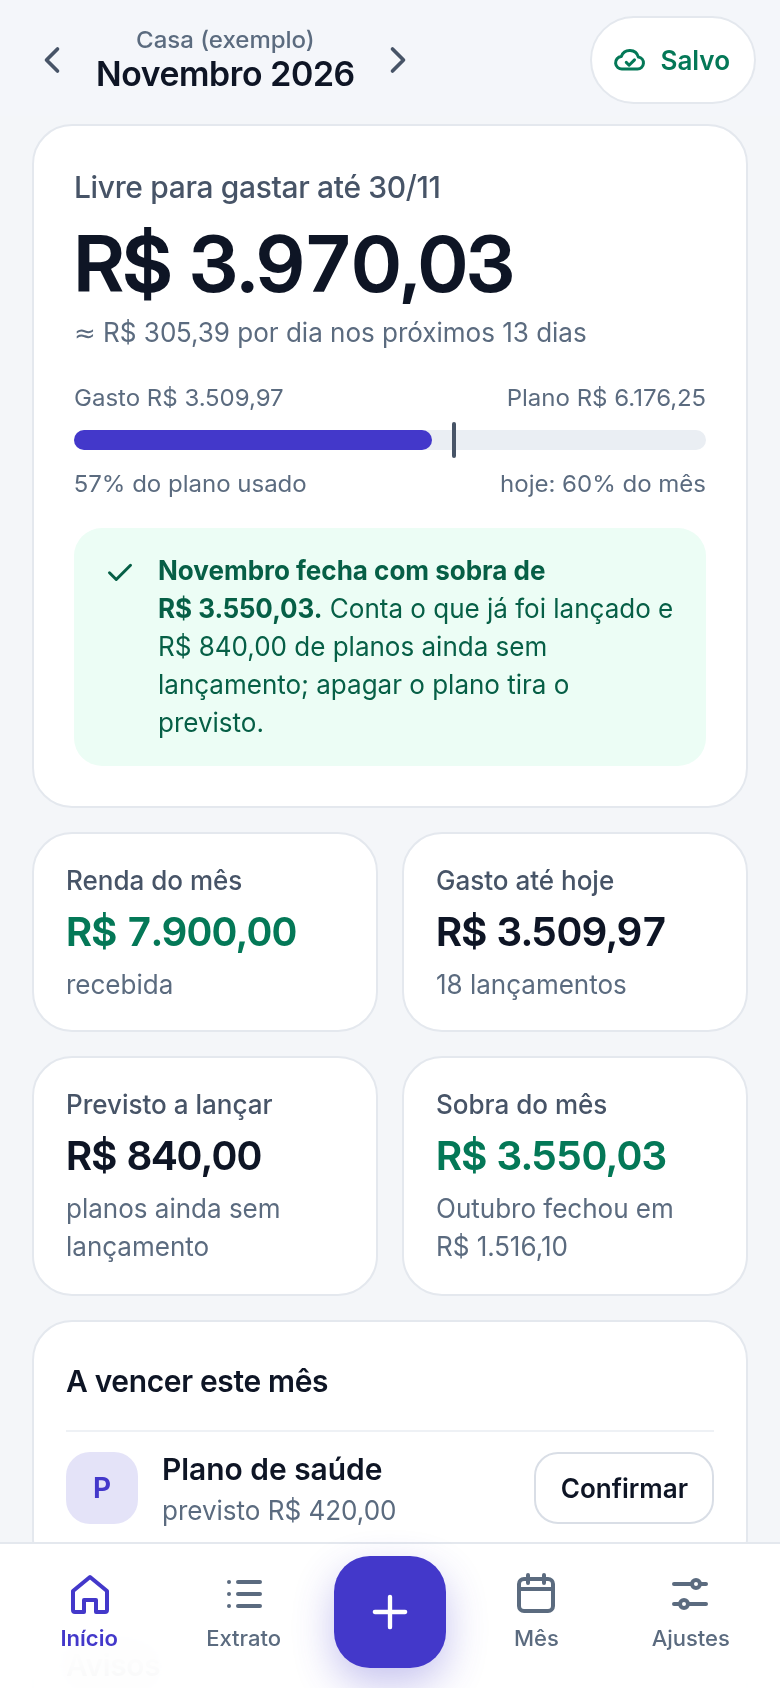 Casa (exemplo)
Novembro 2026
Salvo
Livre para gastar até 30/11
R$ 3.970,03
≈ R$ 305,39 por dia nos próximos 13 dias
Gasto R$ 3.509,97
Plano R$ 6.176,25
57% do plano usado
hoje: 60% do mês
Novembro fecha com sobra de
R$ 3.550,03. Conta o que já foi lançado e
R$ 840,00 de planos ainda sem
lançamento; apagar o plano tira o
previsto.
Renda do mês
R$ 7.900,00
recebida
Gasto até hoje
R$ 3.509,97
18 lançamentos
Previsto a lançar
R$ 840,00
planos ainda sem
lançamento
Sobra do mês
R$ 3.550,03
Outubro fechou em
R$ 1.516,10
A vencer este mês
P
Plano de saúde
previsto R$ 420,00
Confirmar
Início
Extrato
Mês
Ajustes
Avisos